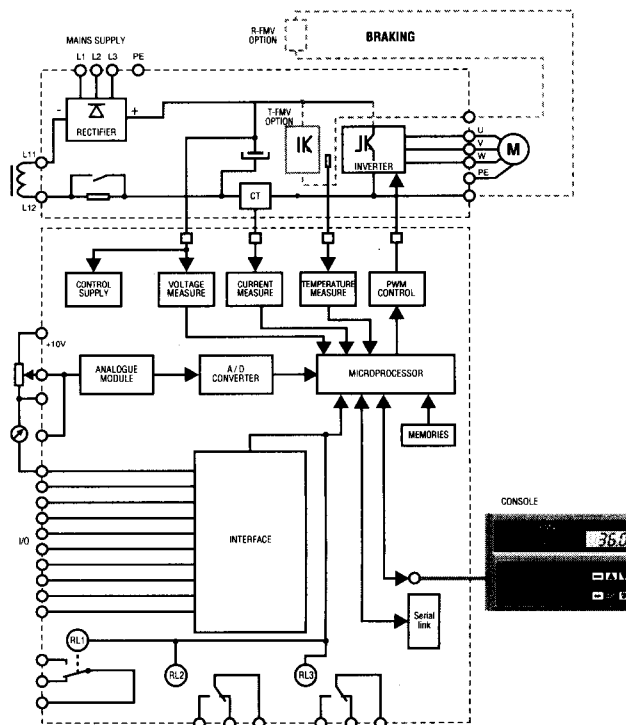 MAINS SUPPLY
L1 L2 L3 PE
R-FMV
OPTION
BRAKING
- +
RECTIFIER
T-FMV
OPTION
INVERTER
U
V
W
PE
M
L11
L12
CT
CONTROL
SUPPLY
VOLTAGE
MEASURE
CURRENT
MEASURE
TEMPERATURE
MEASURE
PWM
CONTROL
+10V
ANALOGUE
MODULE
A/D
CONVERTER
MICROPROCESSOR
MEMORIES
I/O
INTERFACE
CONSOLE
36.0
Serial
link
RL1
RL2
RL3